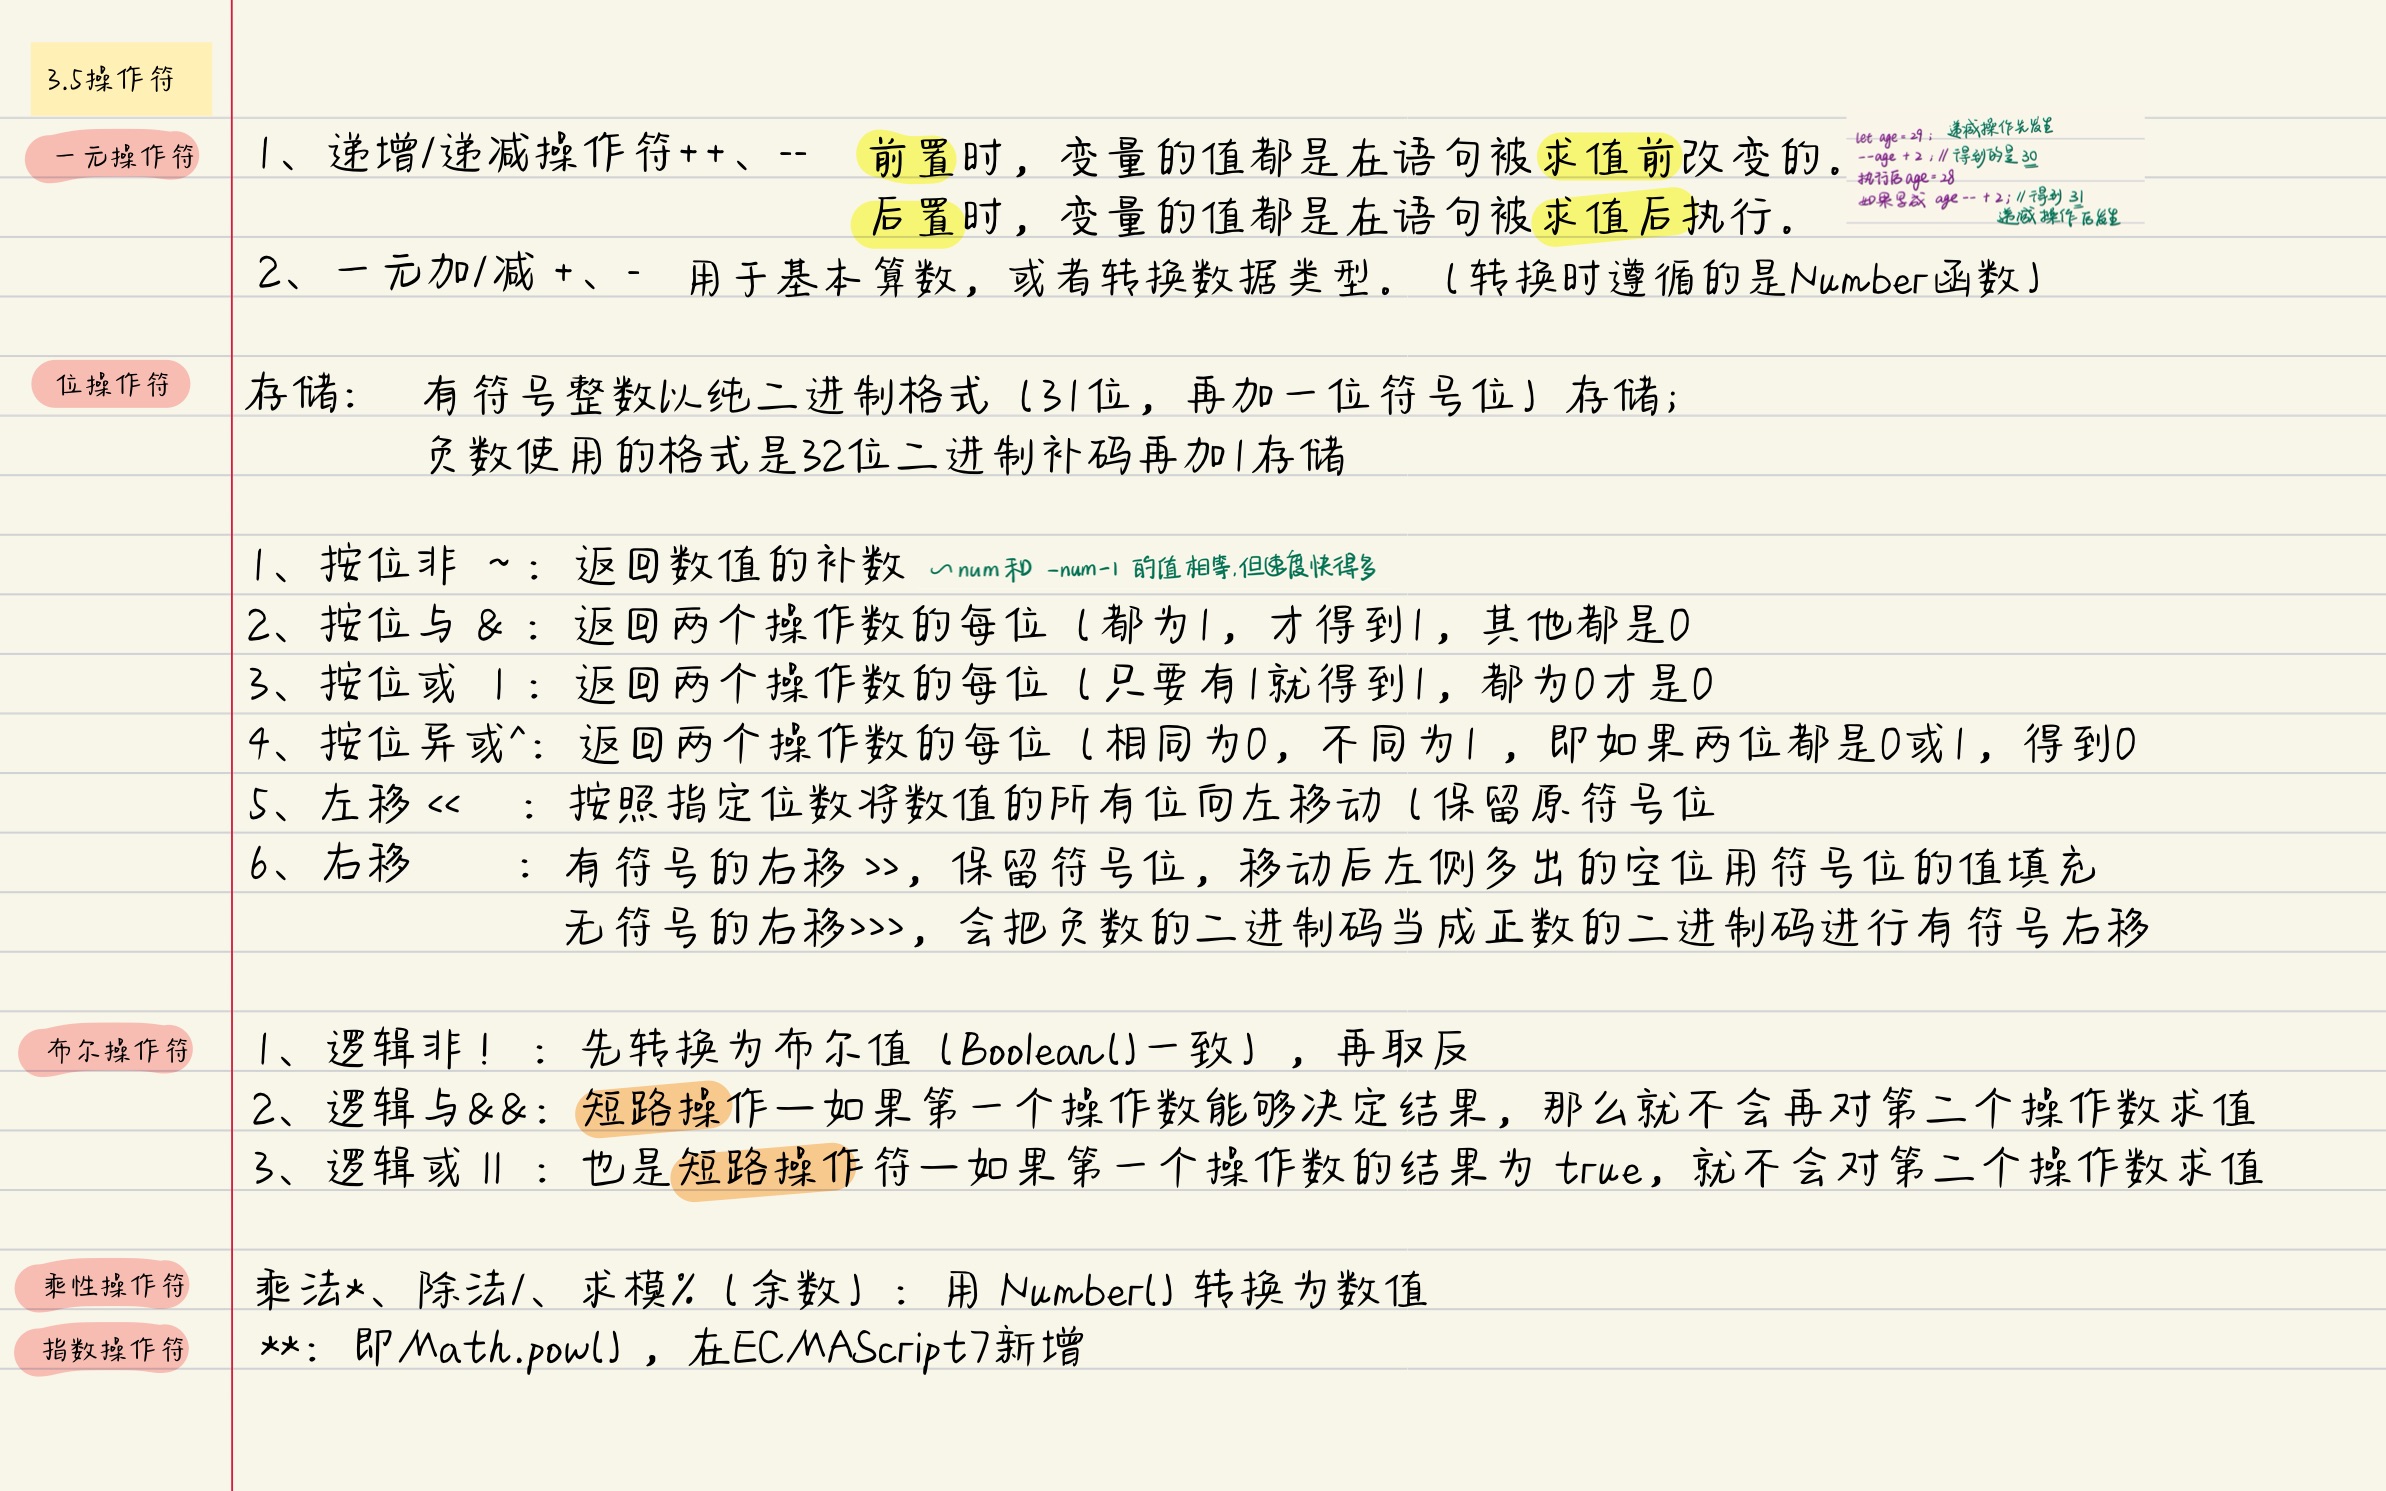 3.5操作符
一元操作符
1、递增/递减操作符++、-- 前置时，变量的值都是在语句被求值前改变的。
let age = 29; 递减操作先发生
--age + 2; // 得到的是 30
执行后age = 28
如果写成 age -- + 2; // 得到 31
递减操作后发生
后置时，变量的值都是在语句被求值后执行。
2、一元加/减 +、- 用于基本算数，或者转换数据类型。（转换时遵循的是Number函数）
位操作符
存储： 有符号整数以纯二进制格式（31位，再加一位符号位）存储；
负数使用的格式是32位二进制补码再加1存储
1、按位非 ~： 返回数值的补数 ~num和 -num-1 的值相等,但速度快得多
2、按位与 &： 返回两个操作数的每位（都为1，才得到1，其他都是0
3、按位或 |： 返回两个操作数的每位（只要有1就得到1，都为0才是0
4、按位异或^： 返回两个操作数的每位（相同为0，不同为1，即如果两位都是0或1，得到0
5、左移<< ： 按照指定位数将数值的所有位向左移动（保留原符号位
6、右移 ： 有符号的右移 >>，保留符号位，移动后左侧多出的空位用符号位的值填充
无符号的右移>>>，会把负数的二进制码当成正数的二进制码进行有符号右移
布尔操作符
1、逻辑非！： 先转换为布尔值（Boolean()一致），再取反
2、逻辑与&&： 短路操作—如果第一个操作数能够决定结果，那么就不会再对第二个操作数求值
3、逻辑或 ||： 也是短路操作符—如果第一个操作数的结果为 true，就不会对第二个操作数求值
乘性操作符
乘法*、除法/、求模%（余数）： 用 Number() 转换为数值
指数操作符
**： 即Math.pow()，在ECMAScript7新增